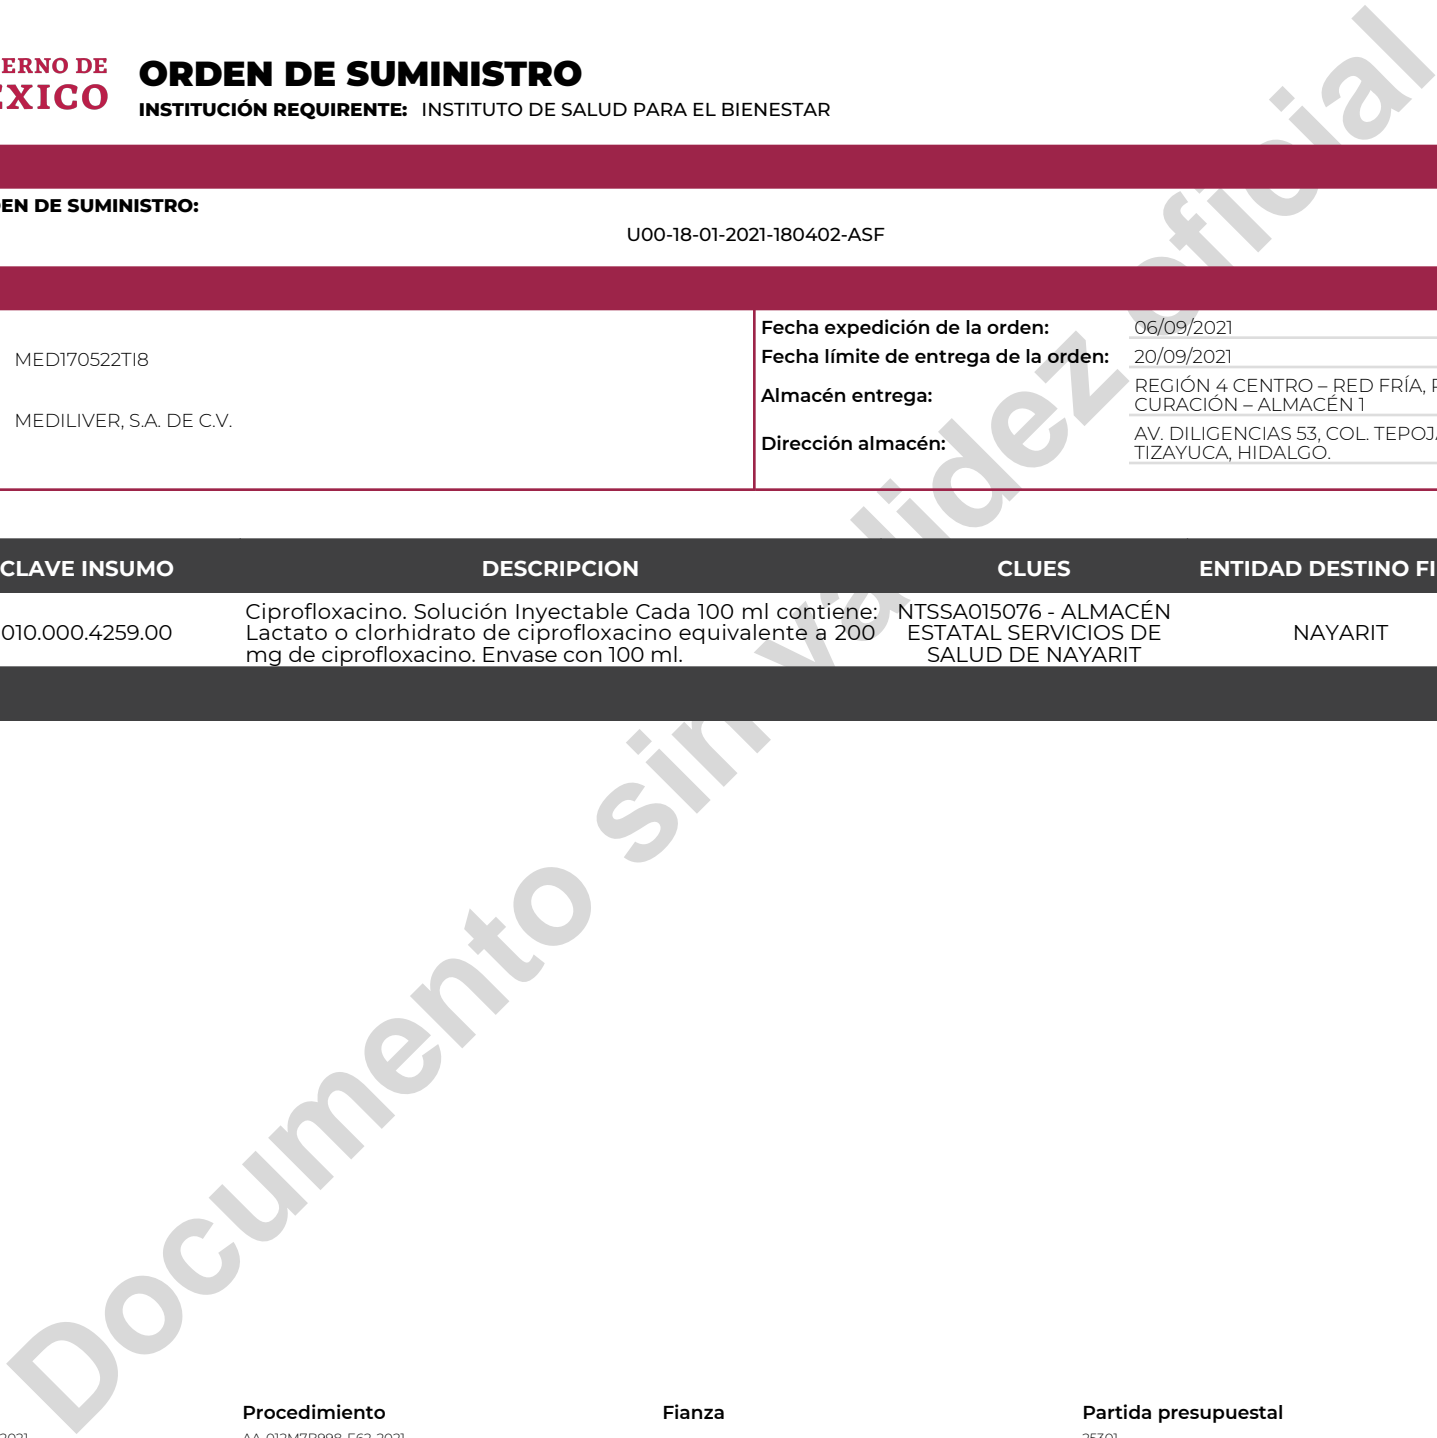 ORDEN DE SUMINISTRO
INSTITUCIÓN REQUIRENTE: INSTITUTO DE SALUD PARA EL BIENESTAR
ERNO DE
EXICO
EN DE SUMINISTRO:
U00-18-01-2021-180402-ASF
MED170522TI8
MEDILIVER, S.A. DE C.V.
Fecha expedición de la orden: 06/09/2021
Fecha límite de entrega de la orden: 20/09/2021
Almacén entrega: REGIÓN 4 CENTRO – RED FRÍA,
CURACIÓN – ALMACÉN 1
Dirección almacén: AV. DILIGENCIAS 53, COL. TEPOJ
TIZAYUCA, HIDALGO.
CLAVE INSUMO DESCRIPCION CLUES ENTIDAD DESTINO FI
010.000.4259.00
Ciprofloxacino. Solución Inyectable Cada 100 ml contiene:
Lactato o clorhidrato de ciprofloxacino equivalente a 200
mg de ciprofloxacino. Envase con 100 ml.
NTSSA015076 - ALMACÉN
ESTATAL SERVICIOS DE
SALUD DE NAYARIT
NAYARIT
Documento sin validez oficial
Procedimiento Fianza Partida presupuestal